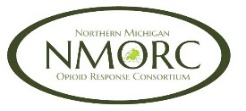 Northern Michigan
NMORC
Opioid Response Consortium